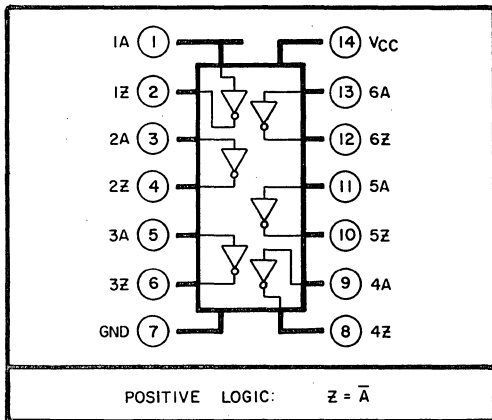 1A 1 14 VCC
1Z 2 13 6A
2A 3 12 6Z
2Z 4 11 5A
3A 5 10 5Z
3Z 6 9 4A
GND 7 8 4Z
POSITIVE LOGIC: Z = A̅